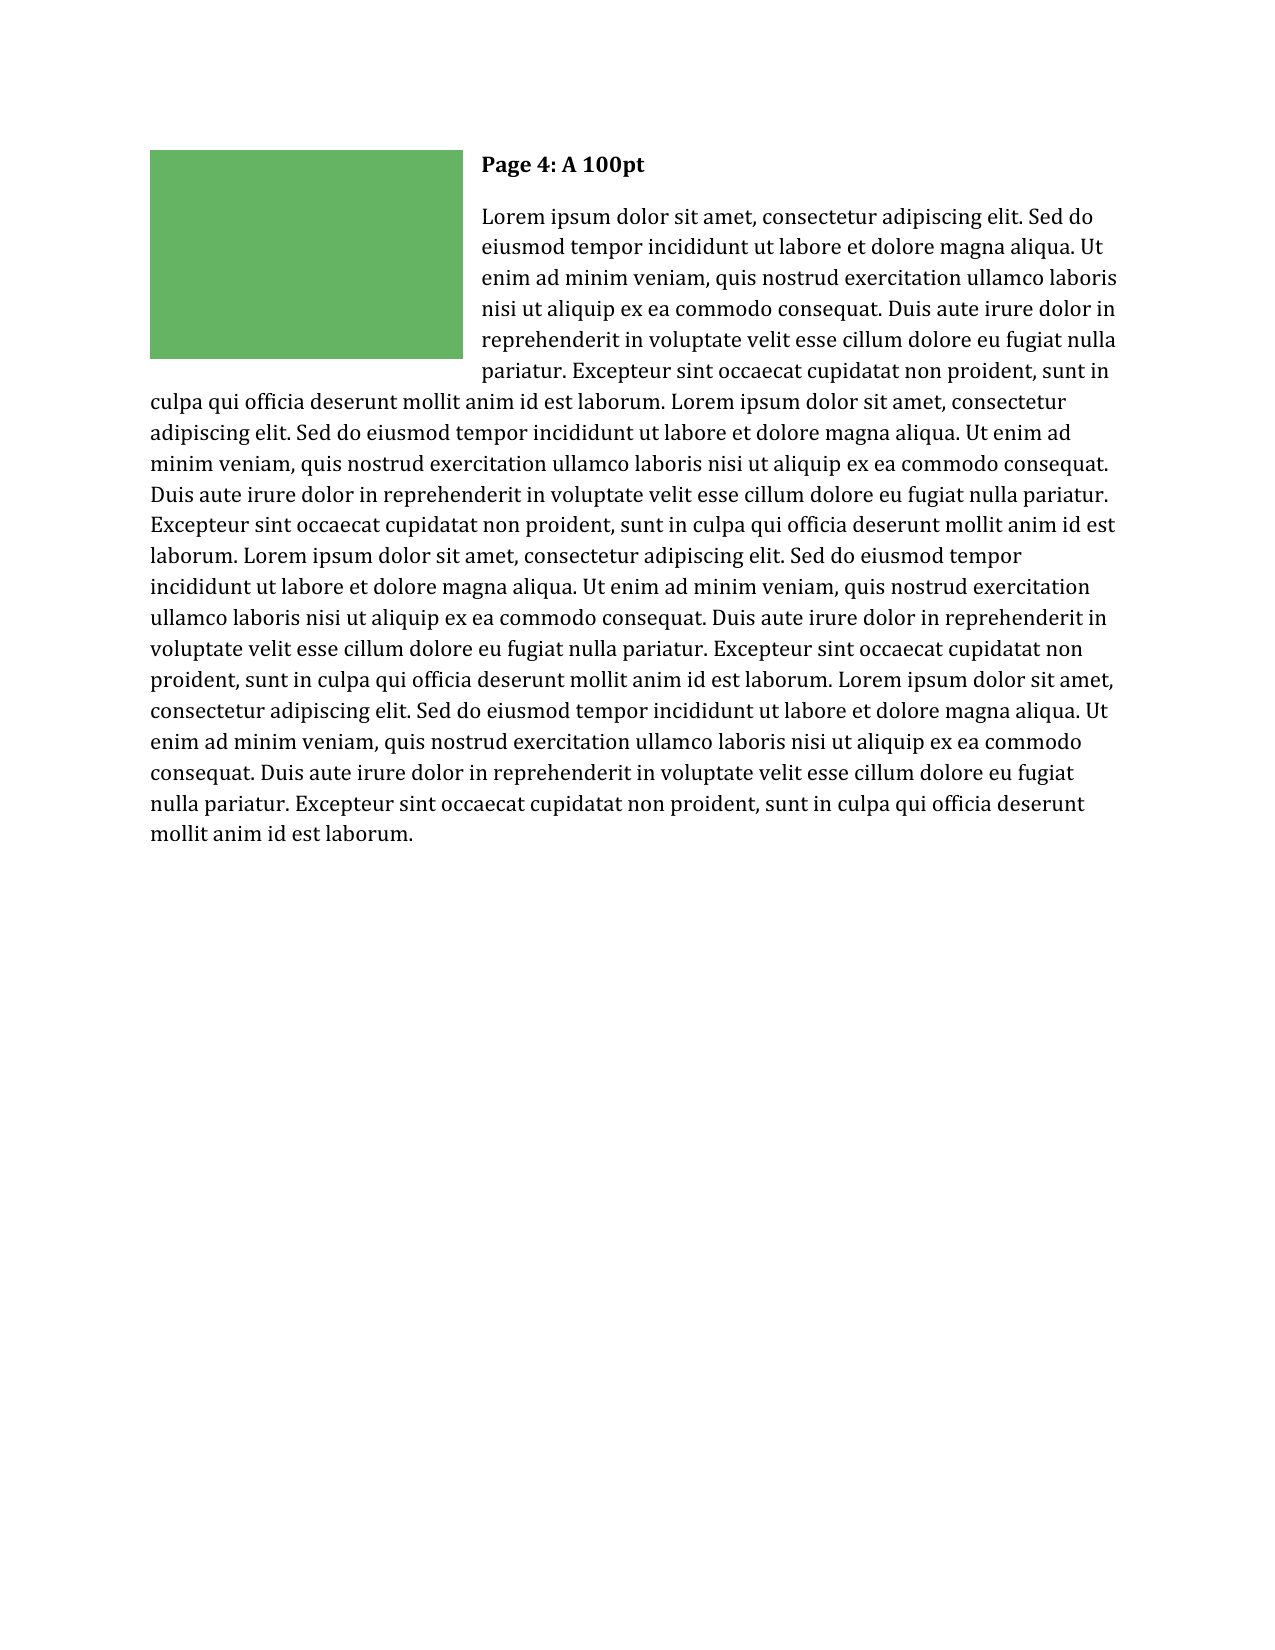 Page 4: A 100pt
Lorem ipsum dolor sit amet, consectetur adipiscing elit. Sed do
eiusmod tempor incididunt ut labore et dolore magna aliqua. Ut
enim ad minim veniam, quis nostrud exercitation ullamco laboris
nisi ut aliquip ex ea commodo consequat. Duis aute irure dolor in
reprehenderit in voluptate velit esse cillum dolore eu fugiat nulla
pariatur. Excepteur sint occaecat cupidatat non proident, sunt in
culpa qui officia deserunt mollit anim id est laborum. Lorem ipsum dolor sit amet, consectetur
adipiscing elit. Sed do eiusmod tempor incididunt ut labore et dolore magna aliqua. Ut enim ad
minim veniam, quis nostrud exercitation ullamco laboris nisi ut aliquip ex ea commodo consequat.
Duis aute irure dolor in reprehenderit in voluptate velit esse cillum dolore eu fugiat nulla pariatur.
Excepteur sint occaecat cupidatat non proident, sunt in culpa qui officia deserunt mollit anim id est
laborum. Lorem ipsum dolor sit amet, consectetur adipiscing elit. Sed do eiusmod tempor
incididunt ut labore et dolore magna aliqua. Ut enim ad minim veniam, quis nostrud exercitation
ullamco laboris nisi ut aliquip ex ea commodo consequat. Duis aute irure dolor in reprehenderit in
voluptate velit esse cillum dolore eu fugiat nulla pariatur. Excepteur sint occaecat cupidatat non
proident, sunt in culpa qui officia deserunt mollit anim id est laborum. Lorem ipsum dolor sit amet,
consectetur adipiscing elit. Sed do eiusmod tempor incididunt ut labore et dolore magna aliqua. Ut
enim ad minim veniam, quis nostrud exercitation ullamco laboris nisi ut aliquip ex ea commodo
consequat. Duis aute irure dolor in reprehenderit in voluptate velit esse cillum dolore eu fugiat
nulla pariatur. Excepteur sint occaecat cupidatat non proident, sunt in culpa qui officia deserunt
mollit anim id est laborum.